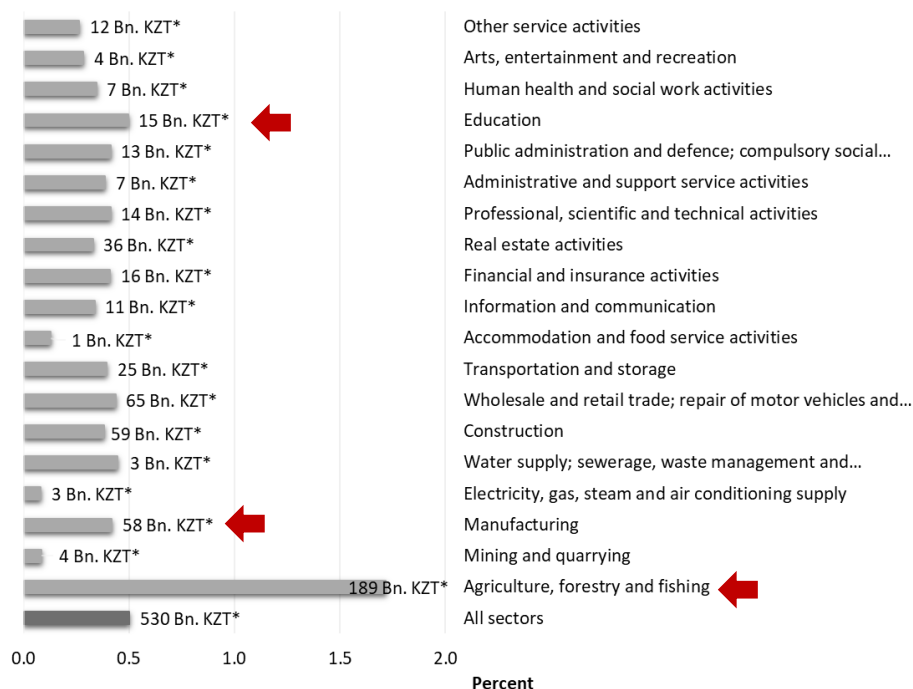 12 Bn. KZT* Other service activities
4 Bn. KZT* Arts, entertainment and recreation
7 Bn. KZT* Human health and social work activities
15 Bn. KZT* Education
13 Bn. KZT* Public administration and defence; compulsory social...
7 Bn. KZT* Administrative and support service activities
14 Bn. KZT* Professional, scientific and technical activities
36 Bn. KZT* Real estate activities
16 Bn. KZT* Financial and insurance activities
11 Bn. KZT* Information and communication
1 Bn. KZT* Accommodation and food service activities
25 Bn. KZT* Transportation and storage
65 Bn. KZT* Wholesale and retail trade; repair of motor vehicles and...
59 Bn. KZT* Construction
3 Bn. KZT* Water supply; sewerage, waste management and...
3 Bn. KZT* Electricity, gas, steam and air conditioning supply
58 Bn. KZT* Manufacturing
4 Bn. KZT* Mining and quarrying
189 Bn. KZT* Agriculture, forestry and fishing
530 Bn. KZT* All sectors
0.0 0.5 1.0 1.5 2.0
Percent